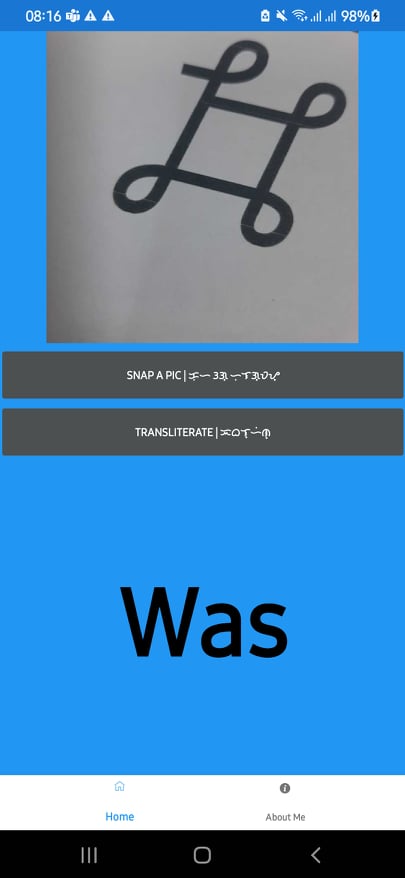 08:16
98%
SNAP A PIC |
TRANSLITERATE |
Was
Home
About Me